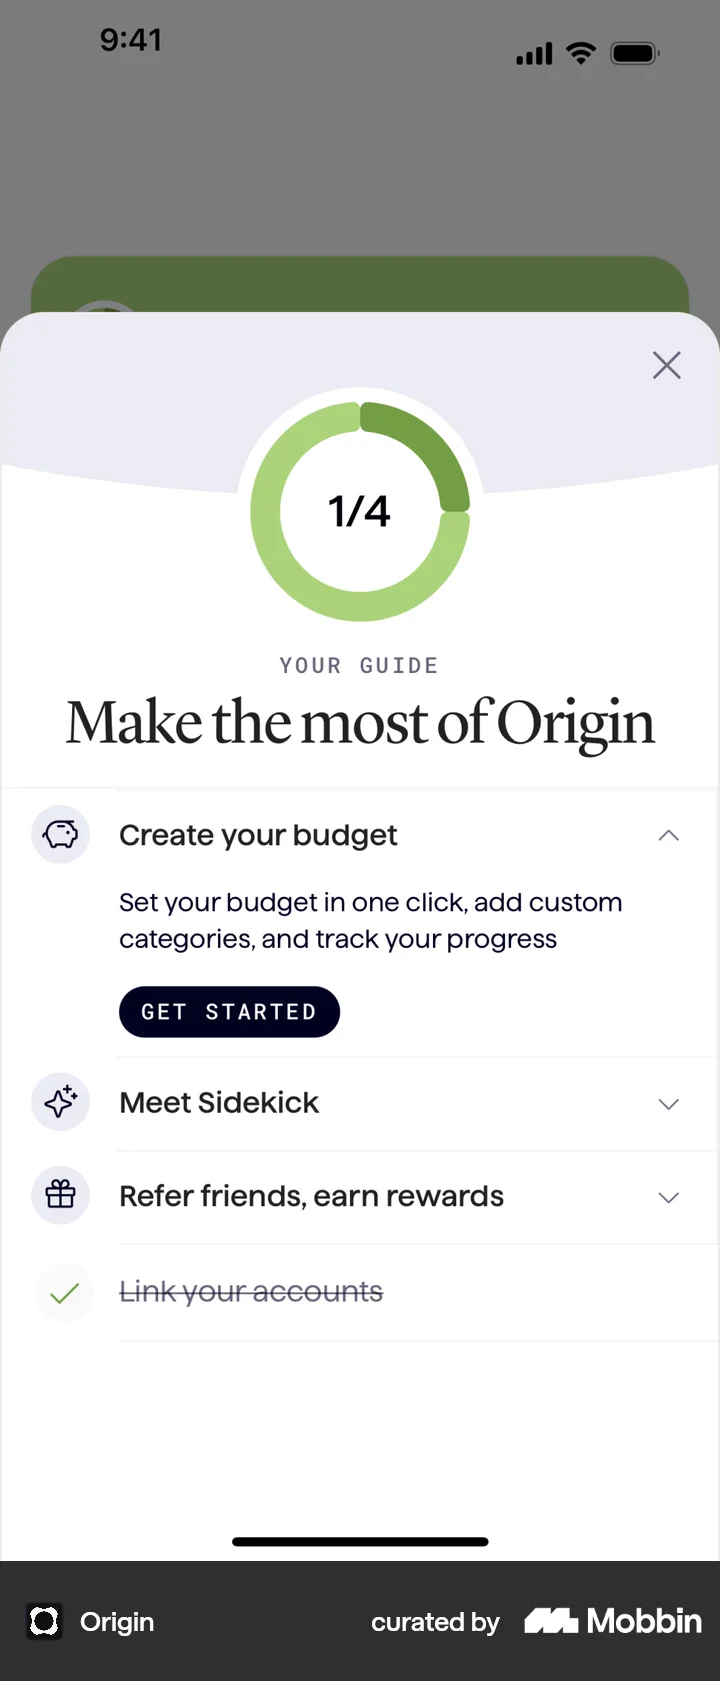 9:41
1/4
YOUR GUIDE
Make the most of Origin
Create your budget
Set your budget in one click, add custom
categories, and track your progress
GET STARTED
Meet Sidekick
Refer friends, earn rewards
Link your accounts
Origin
curated by Mobbin